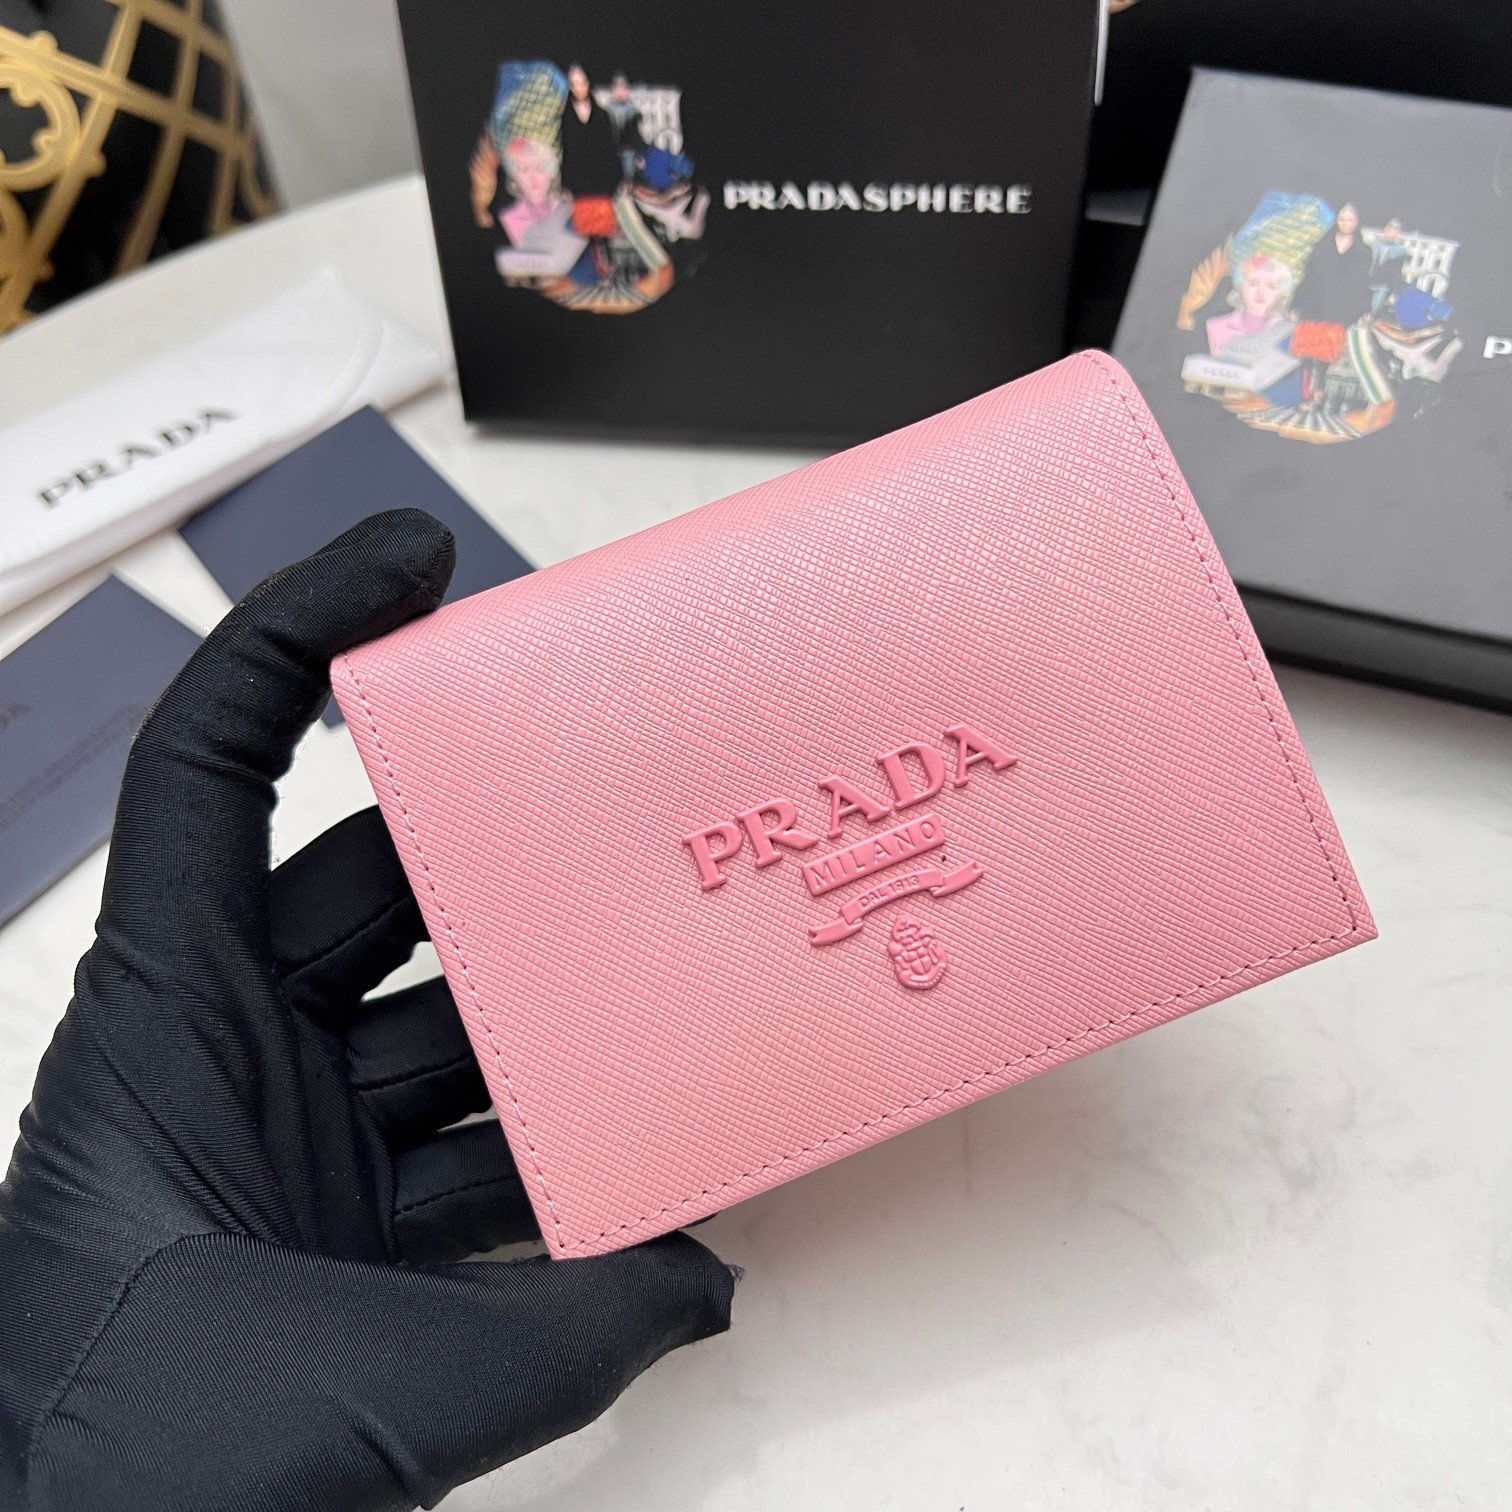 PRADASPHERE
P
PRADA
PRADA
MILANO
DAL 1913